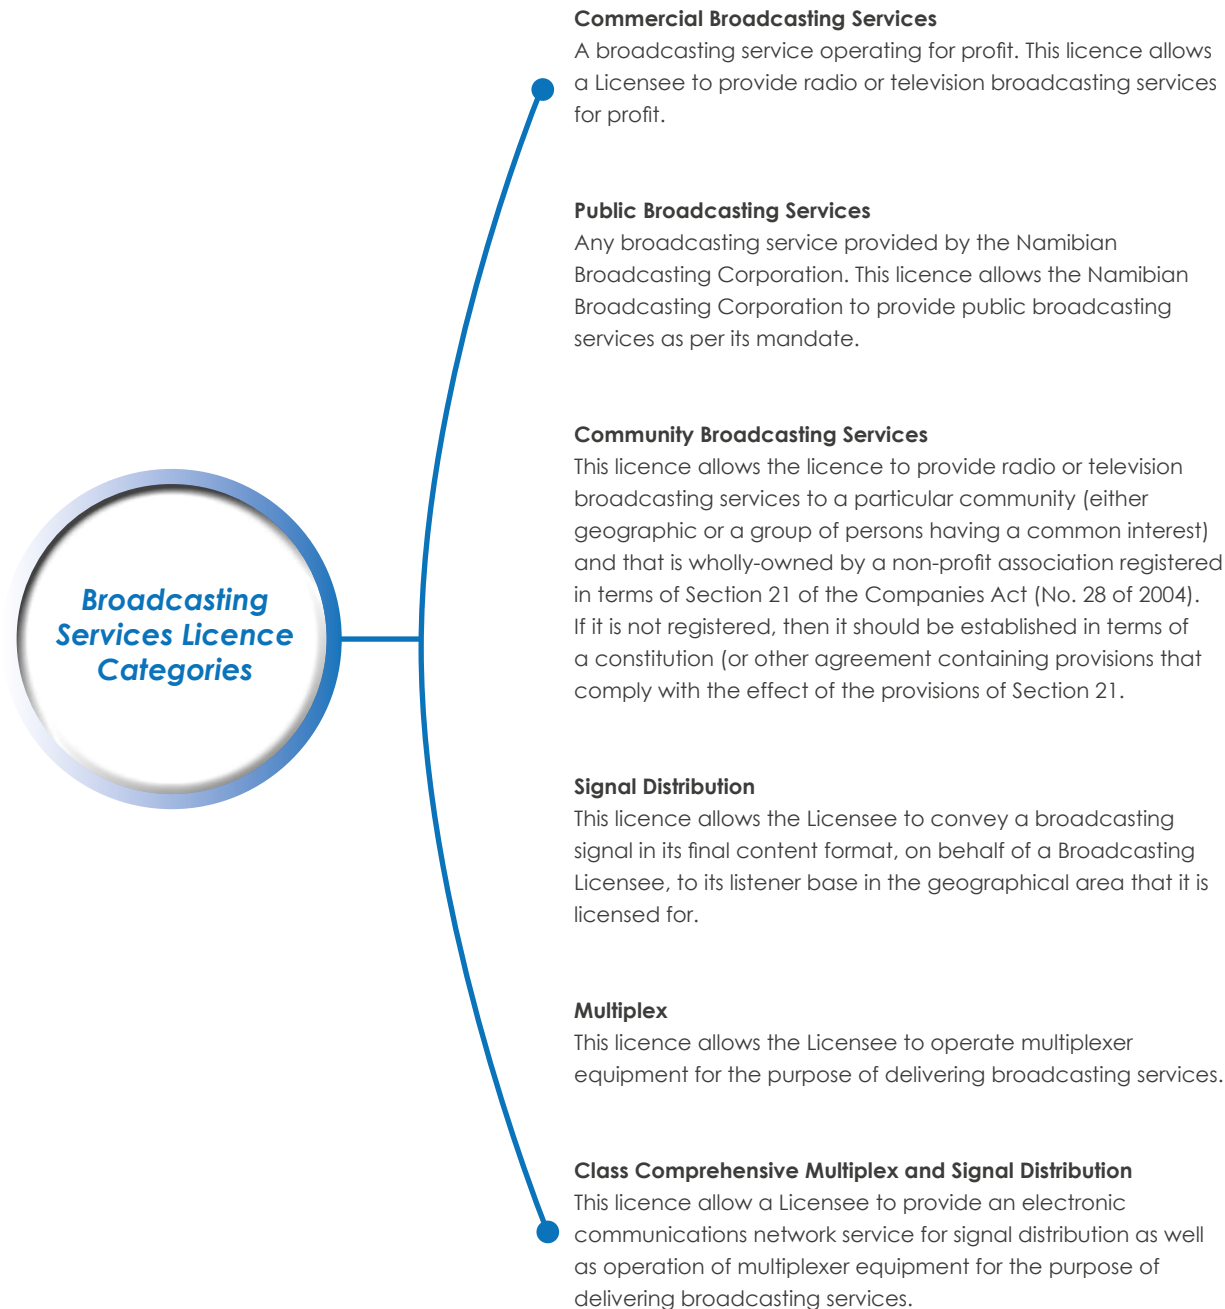 Commercial Broadcasting Services
A broadcasting service operating for profit. This licence allows
a Licensee to provide radio or television broadcasting services
for profit.
Public Broadcasting Services
Any broadcasting service provided by the Namibian
Broadcasting Corporation. This licence allows the Namibian
Broadcasting Corporation to provide public broadcasting
services as per its mandate.
Community Broadcasting Services
This licence allows the licence to provide radio or television
broadcasting services to a particular community (either
geographic or a group of persons having a common interest)
and that is wholly-owned by a non-profit association registered
in terms of Section 21 of the Companies Act (No. 28 of 2004).
If it is not registered, then it should be established in terms of
a constitution (or other agreement containing provisions that
comply with the effect of the provisions of Section 21.
Broadcasting
Services Licence
Categories
Signal Distribution
This licence allows the Licensee to convey a broadcasting
signal in its final content format, on behalf of a Broadcasting
Licensee, to its listener base in the geographical area that it is
licensed for.
Multiplex
This licence allows the Licensee to operate multiplexer
equipment for the purpose of delivering broadcasting services.
Class Comprehensive Multiplex and Signal Distribution
This licence allow a Licensee to provide an electronic
communications network service for signal distribution as well
as operation of multiplexer equipment for the purpose of
delivering broadcasting services.